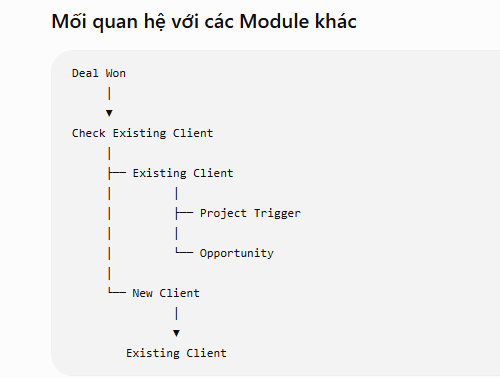 Mối quan hệ với các Module khác
Deal Won
│
▼
Check Existing Client
│
├── Existing Client
│ │
│ ├── Project Trigger
│ │
│ └── Opportunity
│
└── New Client
│
▼
Existing Client